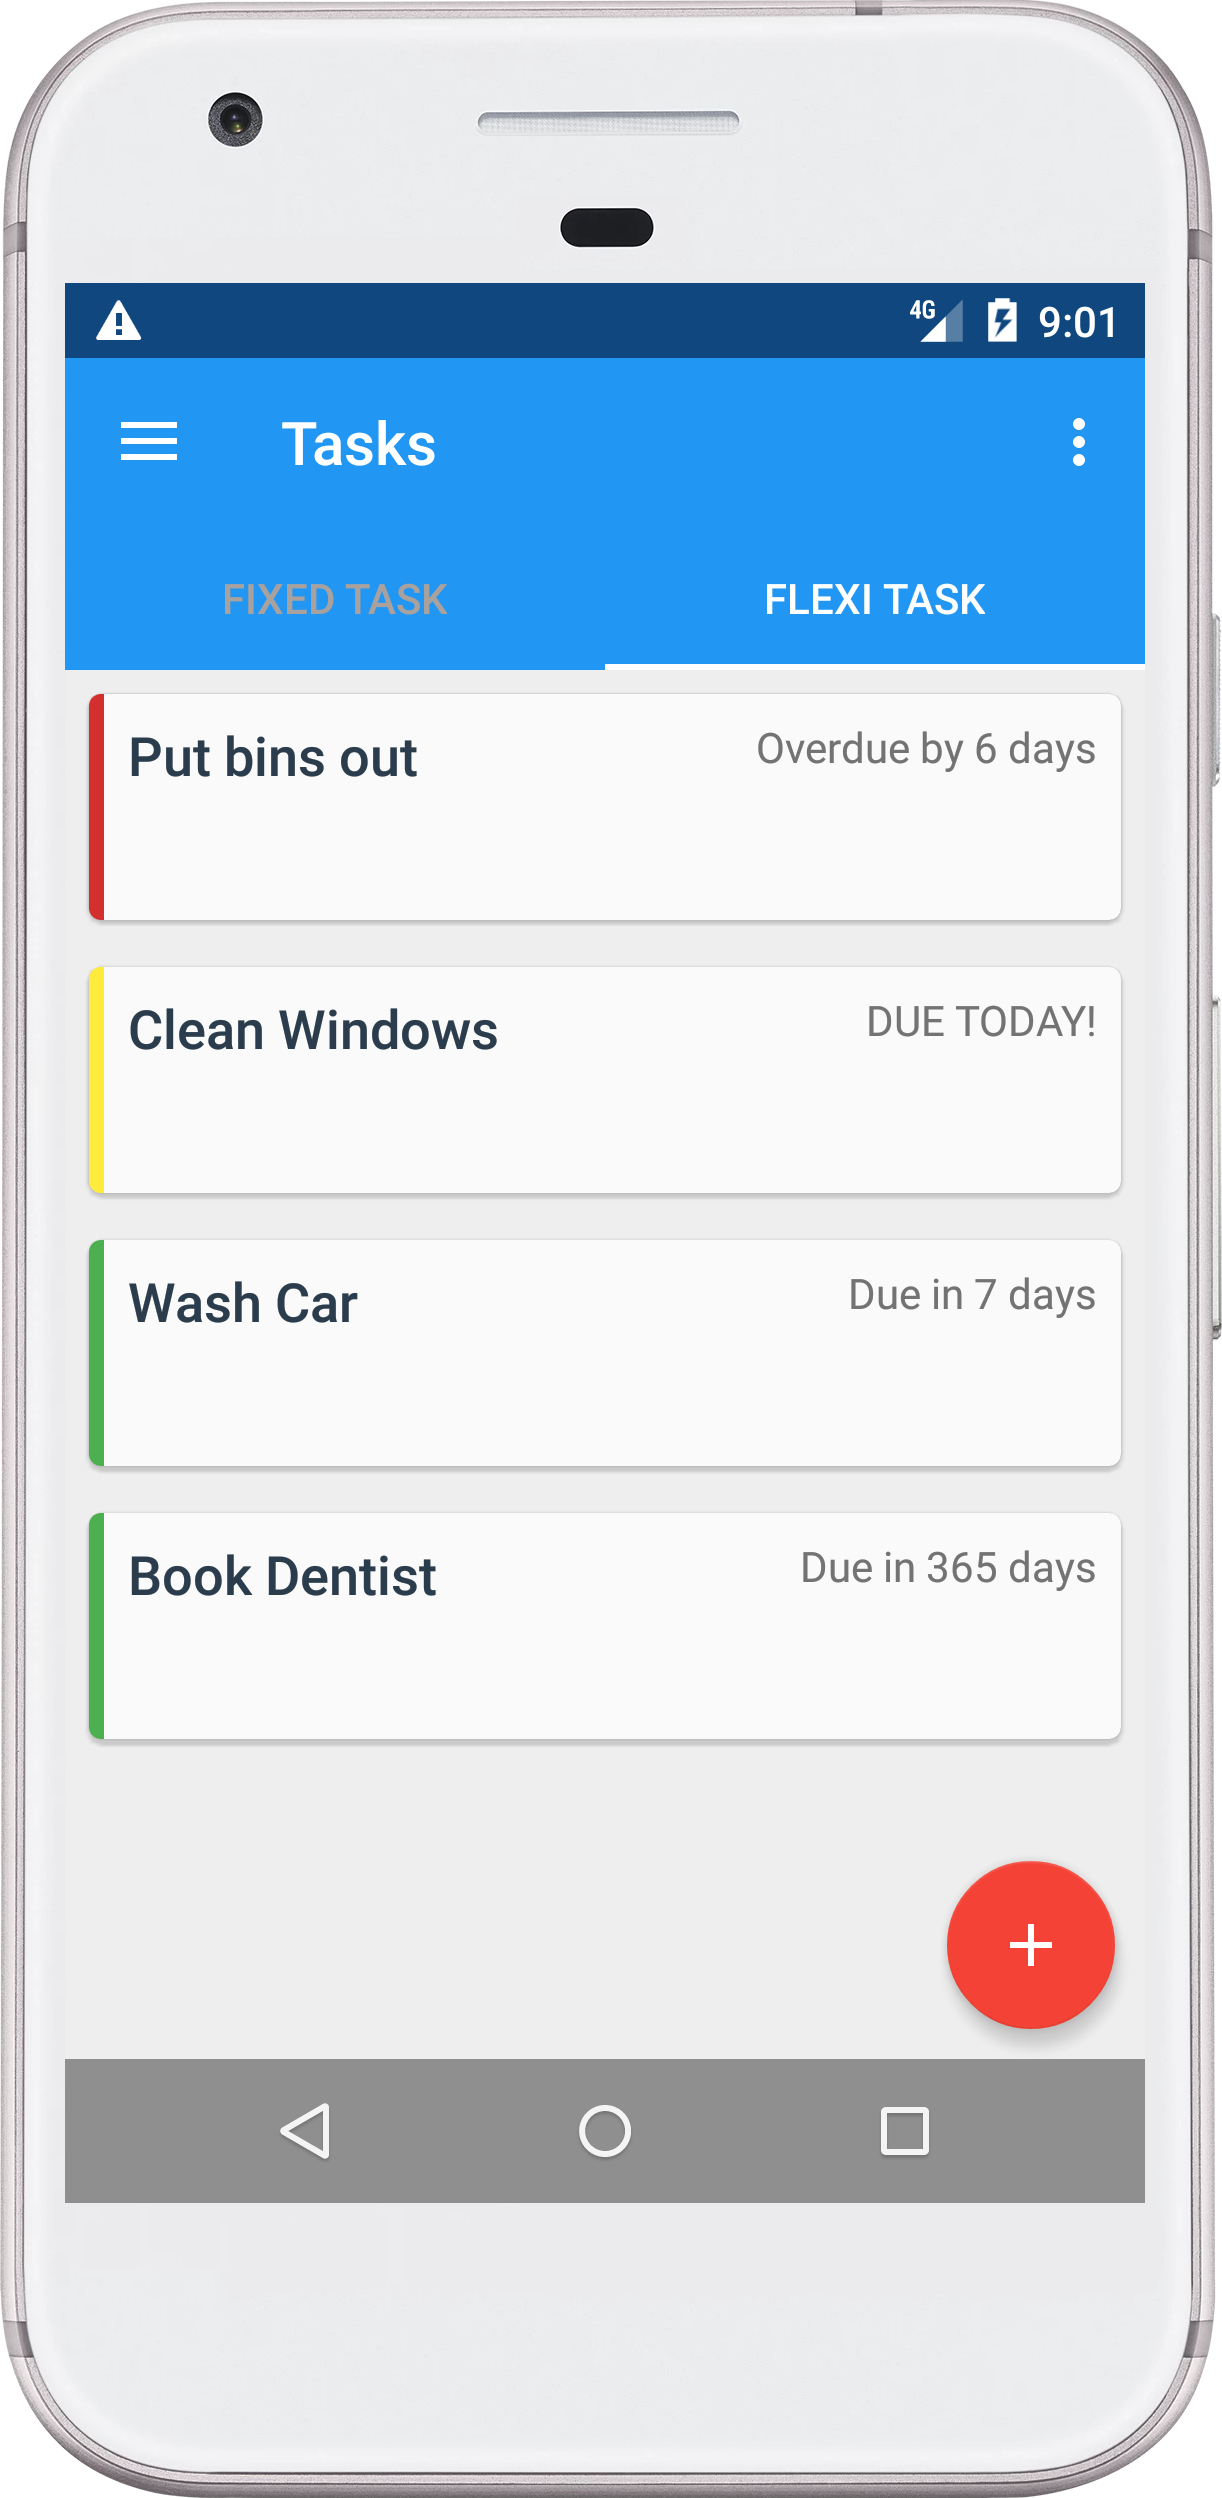 4G 9:01
Tasks
FIXED TASK FLEXI TASK
Put bins out Overdue by 6 days
Clean Windows DUE TODAY!
Wash Car Due in 7 days
Book Dentist Due in 365 days